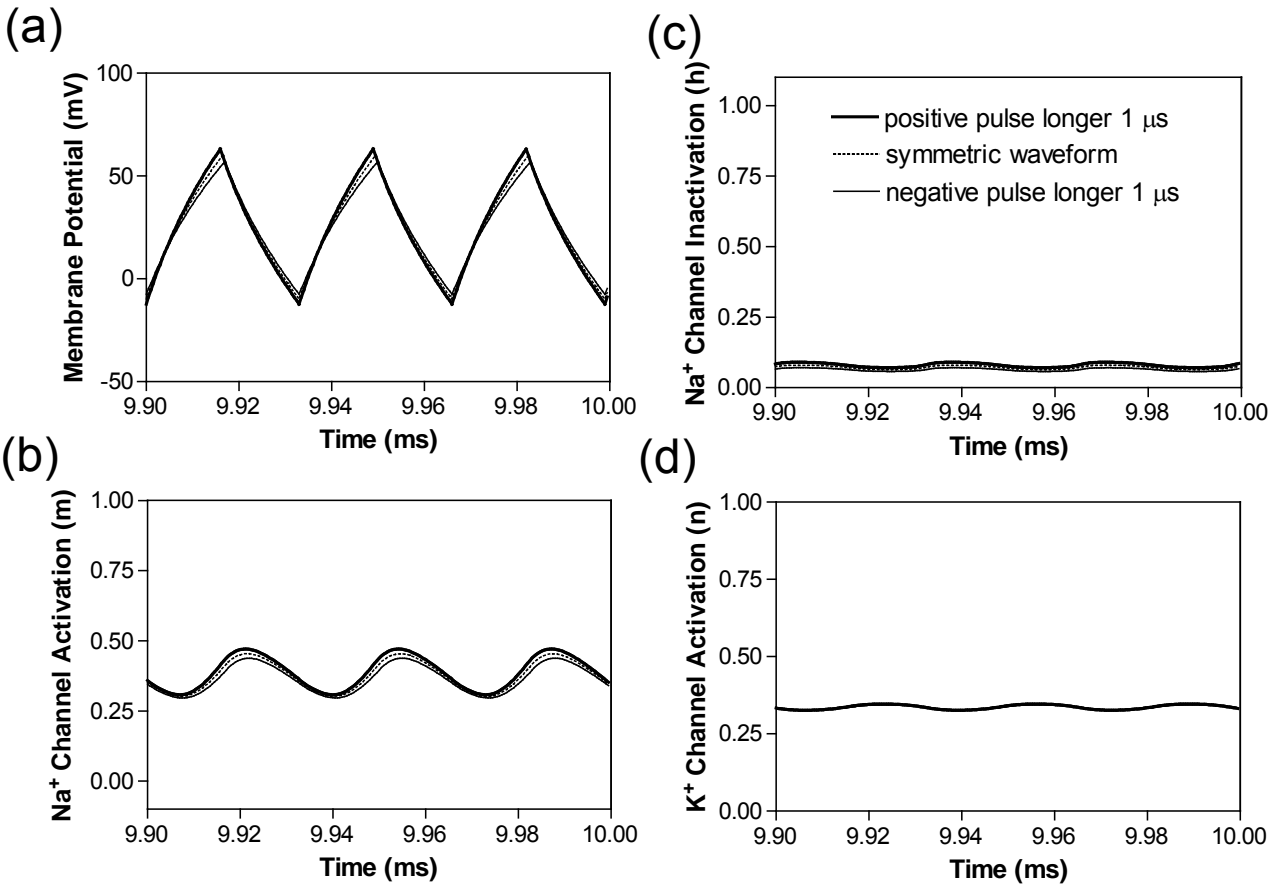 (a)
Membrane Potential (mV)
100
50
0
-50
9.90 9.92 9.94 9.96 9.98 10.00
Time (ms)
(b)
Na+ Channel Activation (m)
1.00
0.75
0.50
0.25
0.00
9.90 9.92 9.94 9.96 9.98 10.00
Time (ms)
(c)
Na+ Channel Inactivation (h)
1.00
0.75
0.50
0.25
0.00
positive pulse longer 1 μs
symmetric waveform
negative pulse longer 1 μs
9.90 9.92 9.94 9.96 9.98 10.00
Time (ms)
(d)
K+ Channel Activation (n)
1.00
0.75
0.50
0.25
0.00
9.90 9.92 9.94 9.96 9.98 10.00
Time (ms)